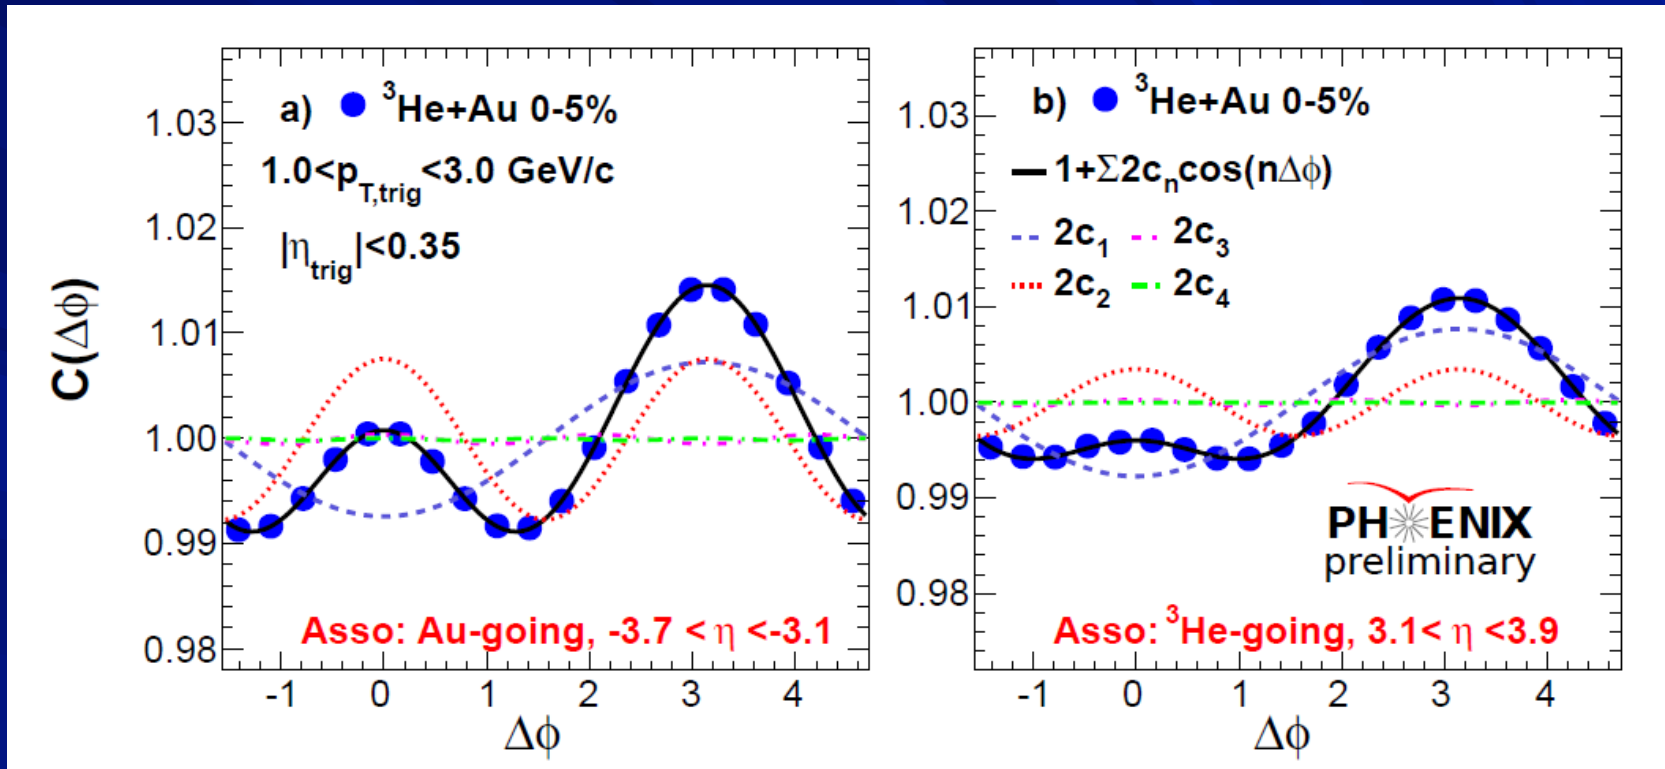 a) ³He+Au 0-5%
1.0<p_T,trig<3.0 GeV/c
|η_trig|<0.35
C(Δφ)
1.03
1.02
1.01
1.00
0.99
0.98
Asso: Au-going, -3.7 < η <-3.1
-1 0 1 2 3 4
Δφ
b) ³He+Au 0-5%
1+Σ2c_ncos(nΔφ)
2c₁ 2c₃
2c₂ 2c₄
1.03
1.02
1.01
1.00
0.99
0.98
PHENIX
preliminary
Asso: ³He-going, 3.1< η <3.9
-1 0 1 2 3 4
Δφ